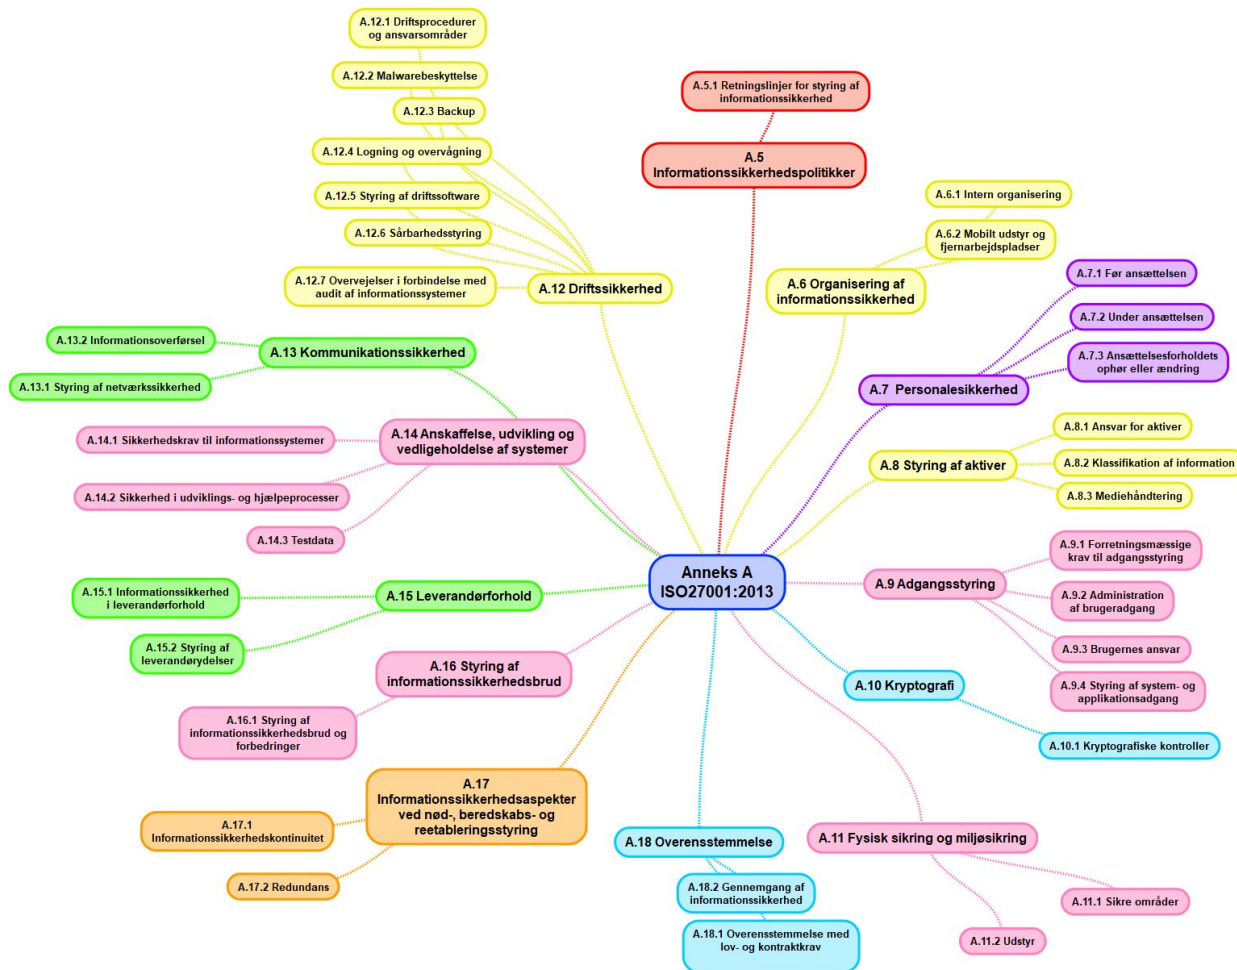 Anneks A
ISO27001:2013
A.5
Informationssikkerhedspolitikker
A.5.1 Retningslinjer for styring af
informationssikkerhed
A.6 Organisering af
informationssikkerhed
A.6.1 Intern organisering
A.6.2 Mobilt udstyr og
fjernarbejdspladser
A.7 Personalesikkerhed
A.7.1 Før ansættelsen
A.7.2 Under ansættelsen
A.7.3 Ansættelsesforholdets
ophør eller ændring
A.8 Styring af aktiver
A.8.1 Ansvar for aktiver
A.8.2 Klassifikation af information
A.8.3 Mediehåndtering
A.9 Adgangsstyring
A.9.1 Forretningsmæssige
krav til adgangsstyring
A.9.2 Administration
af brugeradgang
A.9.3 Brugernes ansvar
A.9.4 Styring af system- og
applikationsadgang
A.10 Kryptografi
A.10.1 Kryptografiske kontroller
A.11 Fysisk sikring og miljøsikring
A.11.1 Sikre områder
A.11.2 Udstyr
A.12 Driftssikkerhed
A.12.1 Driftsprocedurer
og ansvarsområder
A.12.2 Malwarebeskyttelse
A.12.3 Backup
A.12.4 Logning og overvågning
A.12.5 Styring af driftssoftware
A.12.6 Sårbarhedsstyring
A.12.7 Overvejelser i forbindelse med
audit af informationssystemer
A.13 Kommunikationssikkerhed
A.13.2 Informationsoverførsel
A.13.1 Styring af netværkssikkerhed
A.14 Anskaffelse, udvikling og
vedligeholdelse af systemer
A.14.1 Sikkerhedskrav til informationssystemer
A.14.2 Sikkerhed i udviklings- og hjælpeprocesser
A.14.3 Testdata
A.15 Leverandørforhold
A.15.1 Informationssikkerhed
i leverandørforhold
A.15.2 Styring af
leverandørydelser
A.16 Styring af
informationssikkerhedsbrud
A.16.1 Styring af
informationssikkerhedsbrud og
forbedringer
A.17
Informationssikkerhedsaspekter
ved nød-, beredskabs- og
reetableringsstyring
A.17.1
Informationssikkerhedskontinuitet
A.17.2 Redundans
A.18 Overensstemmelse
A.18.2 Gennemgang af
informationssikkerhed
A.18.1 Overensstemmelse med
lov- og kontraktkrav